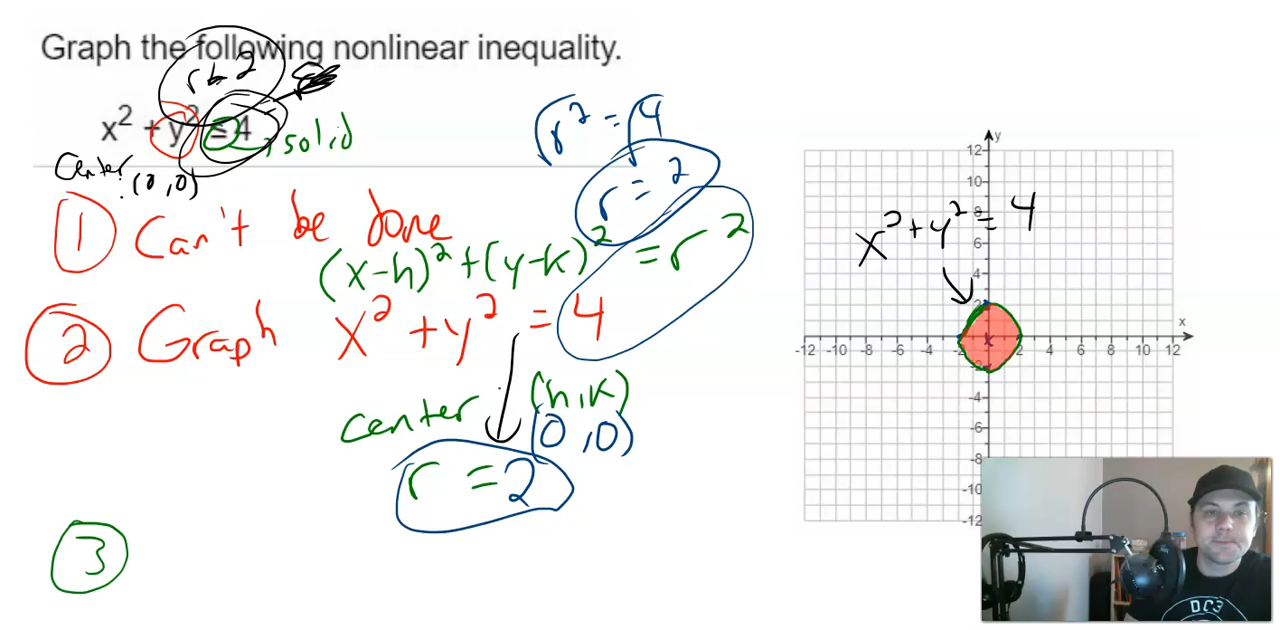 Graph the following nonlinear inequality.
r ≤ 2
x² + y² ≤ 4
solid
Center:
(0,0)
√r² = √4
r = 2
① Can't be done
(x-h)² + (y-k)² = r²
② Graph x² + y² = 4
center (h,k)
(0,0)
r = 2
③
y
12
10
8
x² + y² = 4
6
4
2
x
x
-12 -10 -8 -6 -4 -2 2 4 6 8 10 12
-2
-4
-6
-8
-10
-12
DC3